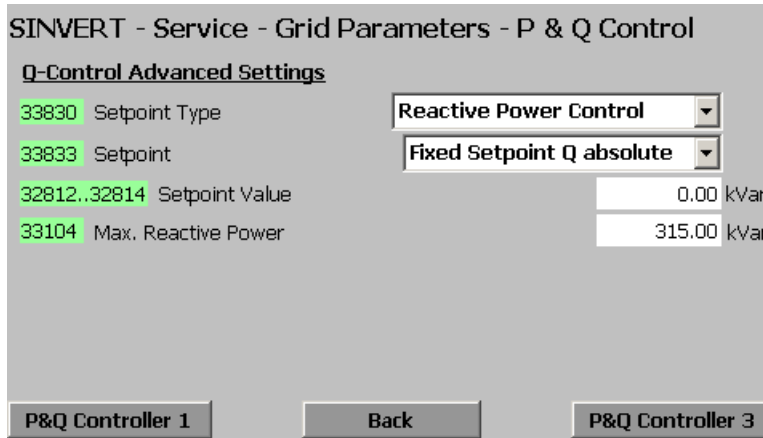 SINVERT - Service - Grid Parameters - P & Q Control
Q-Control Advanced Settings
33830 Setpoint Type Reactive Power Control
33833 Setpoint Fixed Setpoint Q absolute
32812..32814 Setpoint Value 0.00 kVar
33104 Max. Reactive Power 315.00 kVar
P&Q Controller 1 Back P&Q Controller 3